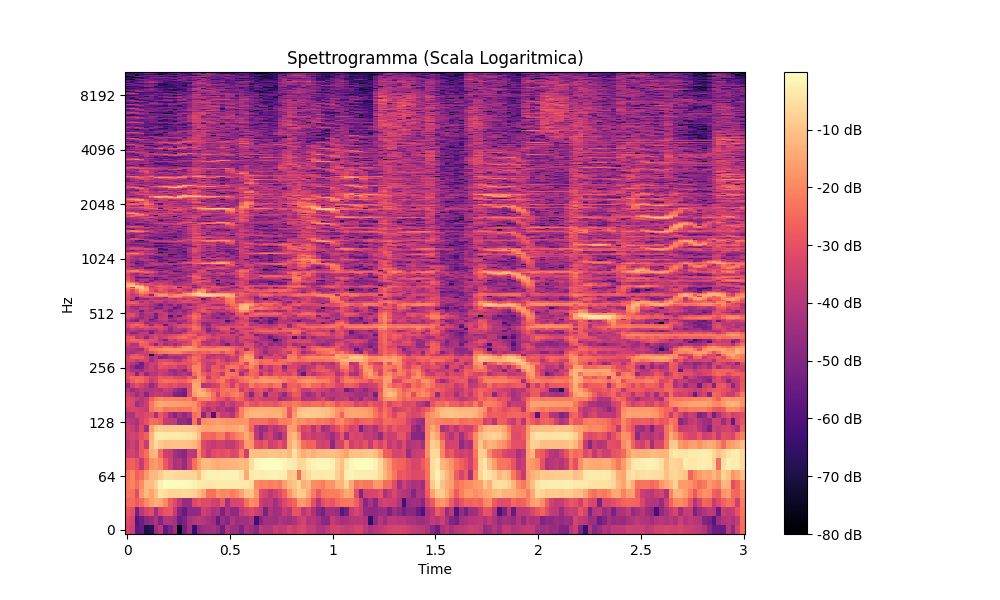 Spettrogramma (Scala Logaritmica)
8192
4096
2048
1024
512
256
128
64
0
Hz
0 0.5 1 1.5 2 2.5 3
Time
-10 dB
-20 dB
-30 dB
-40 dB
-50 dB
-60 dB
-70 dB
-80 dB